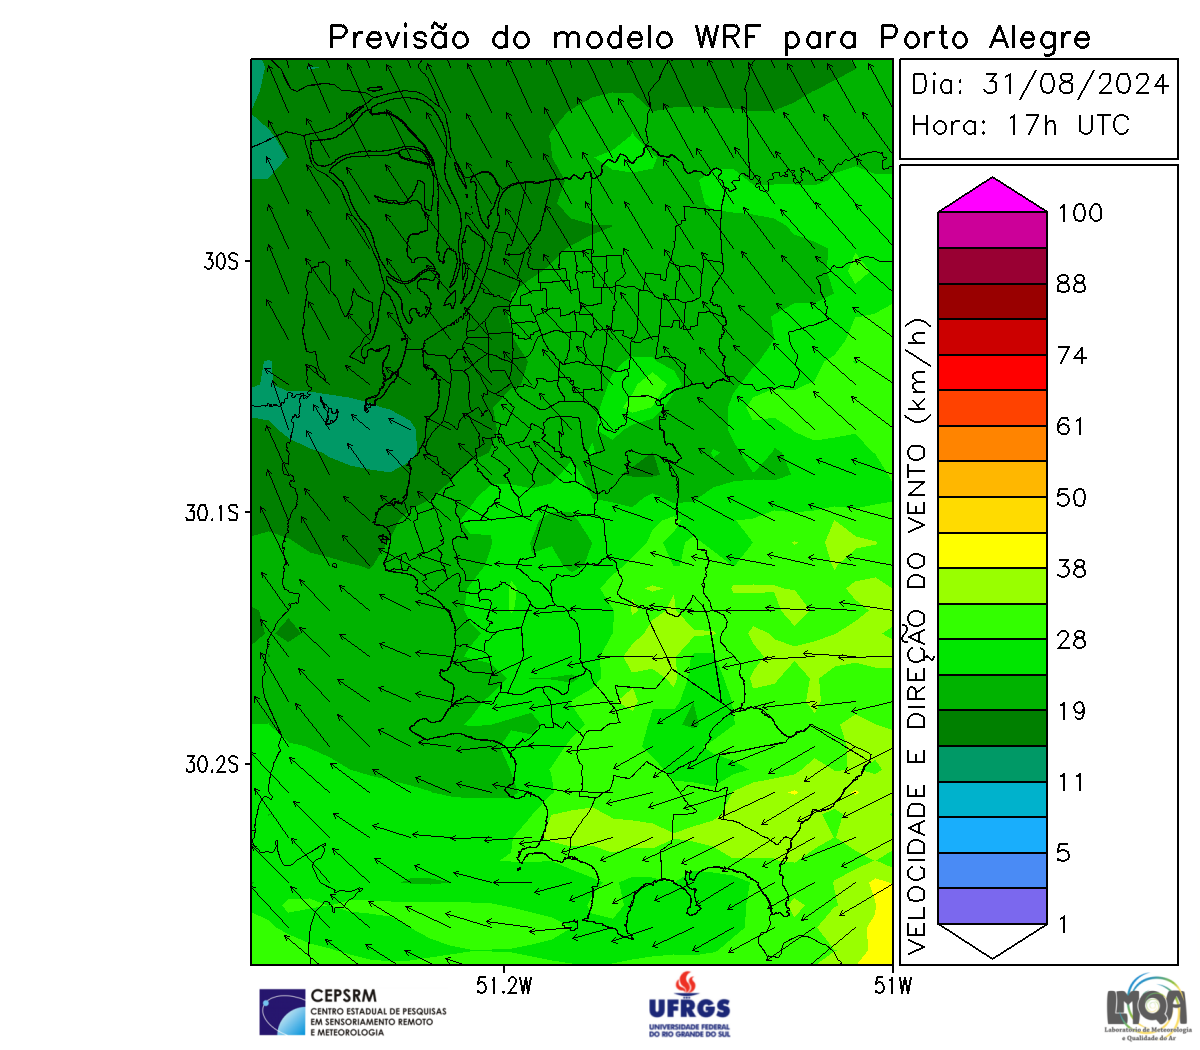 Previsão do modelo WRF para Porto Alegre
Dia: 31/08/2024
Hora: 17h UTC
30S
30.1S
30.2S
51.2W
51W
VELOCIDADE E DIREÇÃO DO VENTO (km/h)
100
88
74
61
50
38
28
19
11
5
1
CEPSRM
CENTRO ESTADUAL DE PESQUISAS
EM SENSORIAMENTO REMOTO
E METEOROLOGIA
UFRGS
UNIVERSIDADE FEDERAL
DO RIO GRANDE DO SUL
LMQA
Laboratório de Meteorologia
e Qualidade do Ar